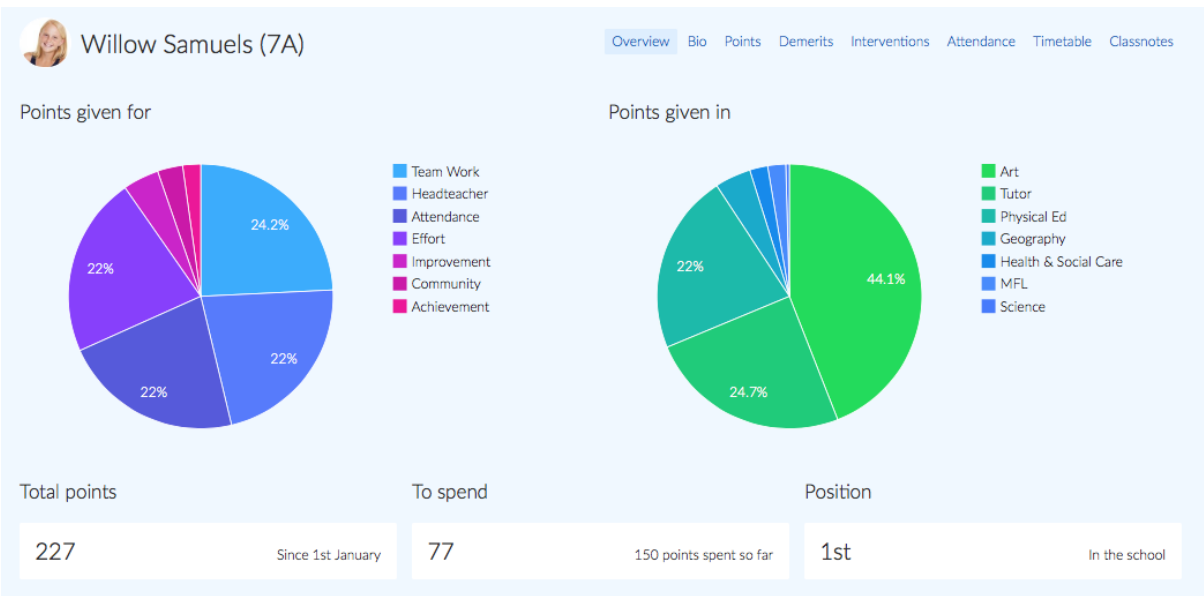 Willow Samuels (7A)
Overview Bio Points Demerits Interventions Attendance Timetable Classnotes
Points given for
24.2%
22%
22%
22%
Team Work
Headteacher
Attendance
Effort
Improvement
Community
Achievement
Points given in
44.1%
22%
24.7%
Art
Tutor
Physical Ed
Geography
Health & Social Care
MFL
Science
Total points
227 Since 1st January
To spend
77 150 points spent so far
Position
1st In the school